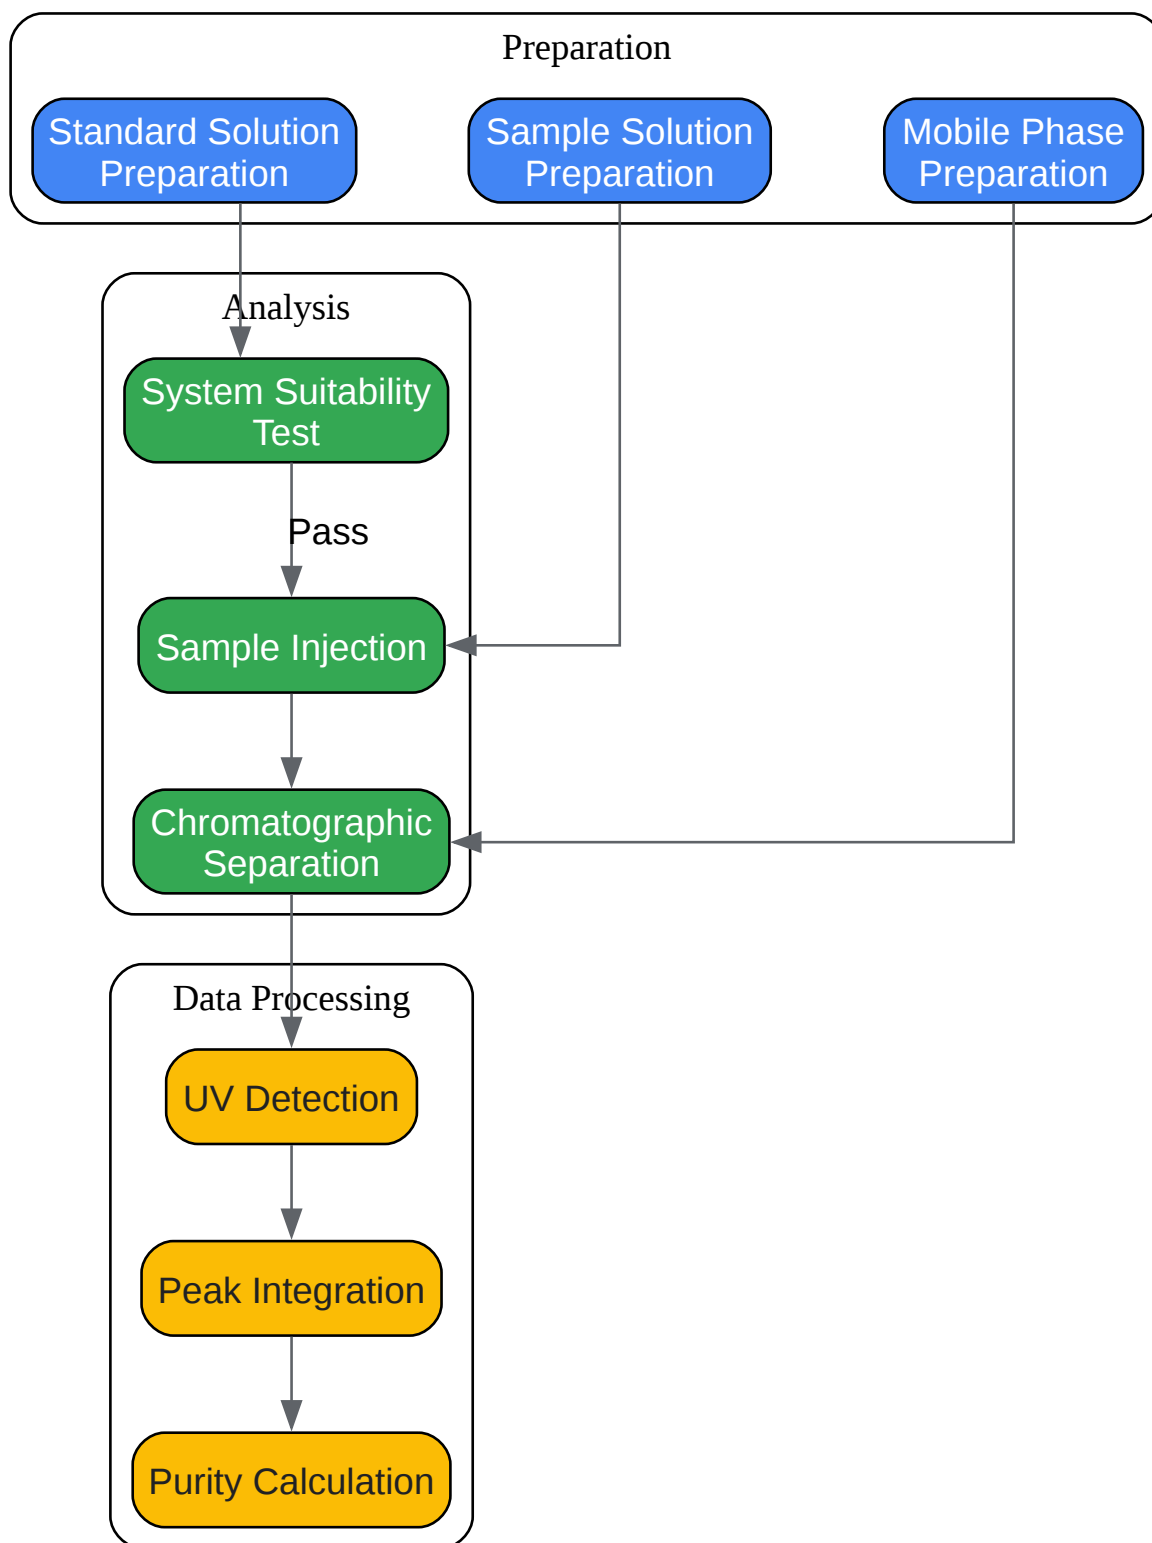 Preparation
Standard Solution
Preparation
Sample Solution
Preparation
Mobile Phase
Preparation
Analysis
System Suitability
Test
Pass
Sample Injection
Chromatographic
Separation
Data Processing
UV Detection
Peak Integration
Purity Calculation